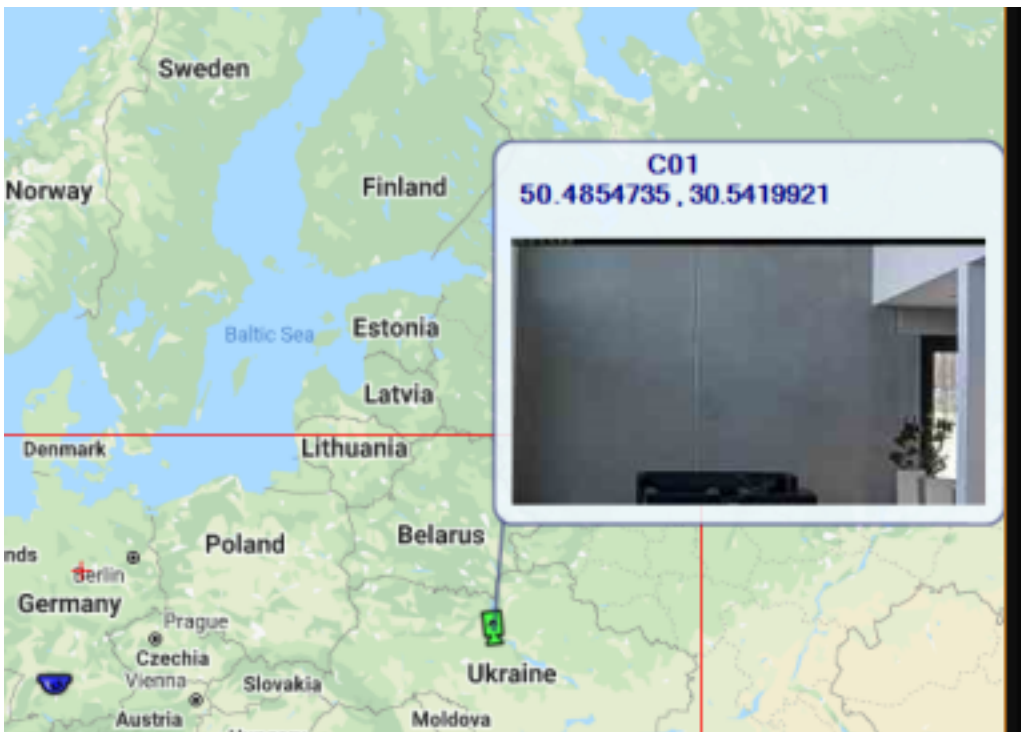 Sweden
Norway
Finland
C01
50.4854735 , 30.5419921
Baltic Sea
Estonia
Latvia
Denmark
Lithuania
Belarus
Poland
nds
Berlin
Germany
Prague
Czechia
Vienna
Slovakia
Ukraine
Austria
Moldova